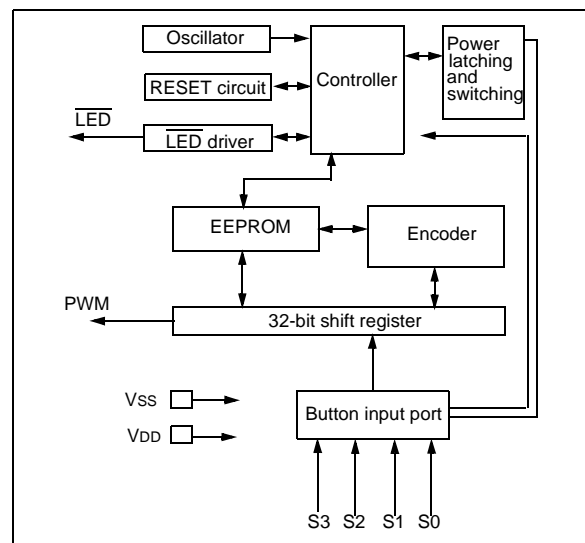 Oscillator
Controller
Power
latching
and
switching
RESET circuit
LED
LED driver
EEPROM
Encoder
PWM
32-bit shift register
VSS
Button input port
VDD
S3 S2 S1 S0